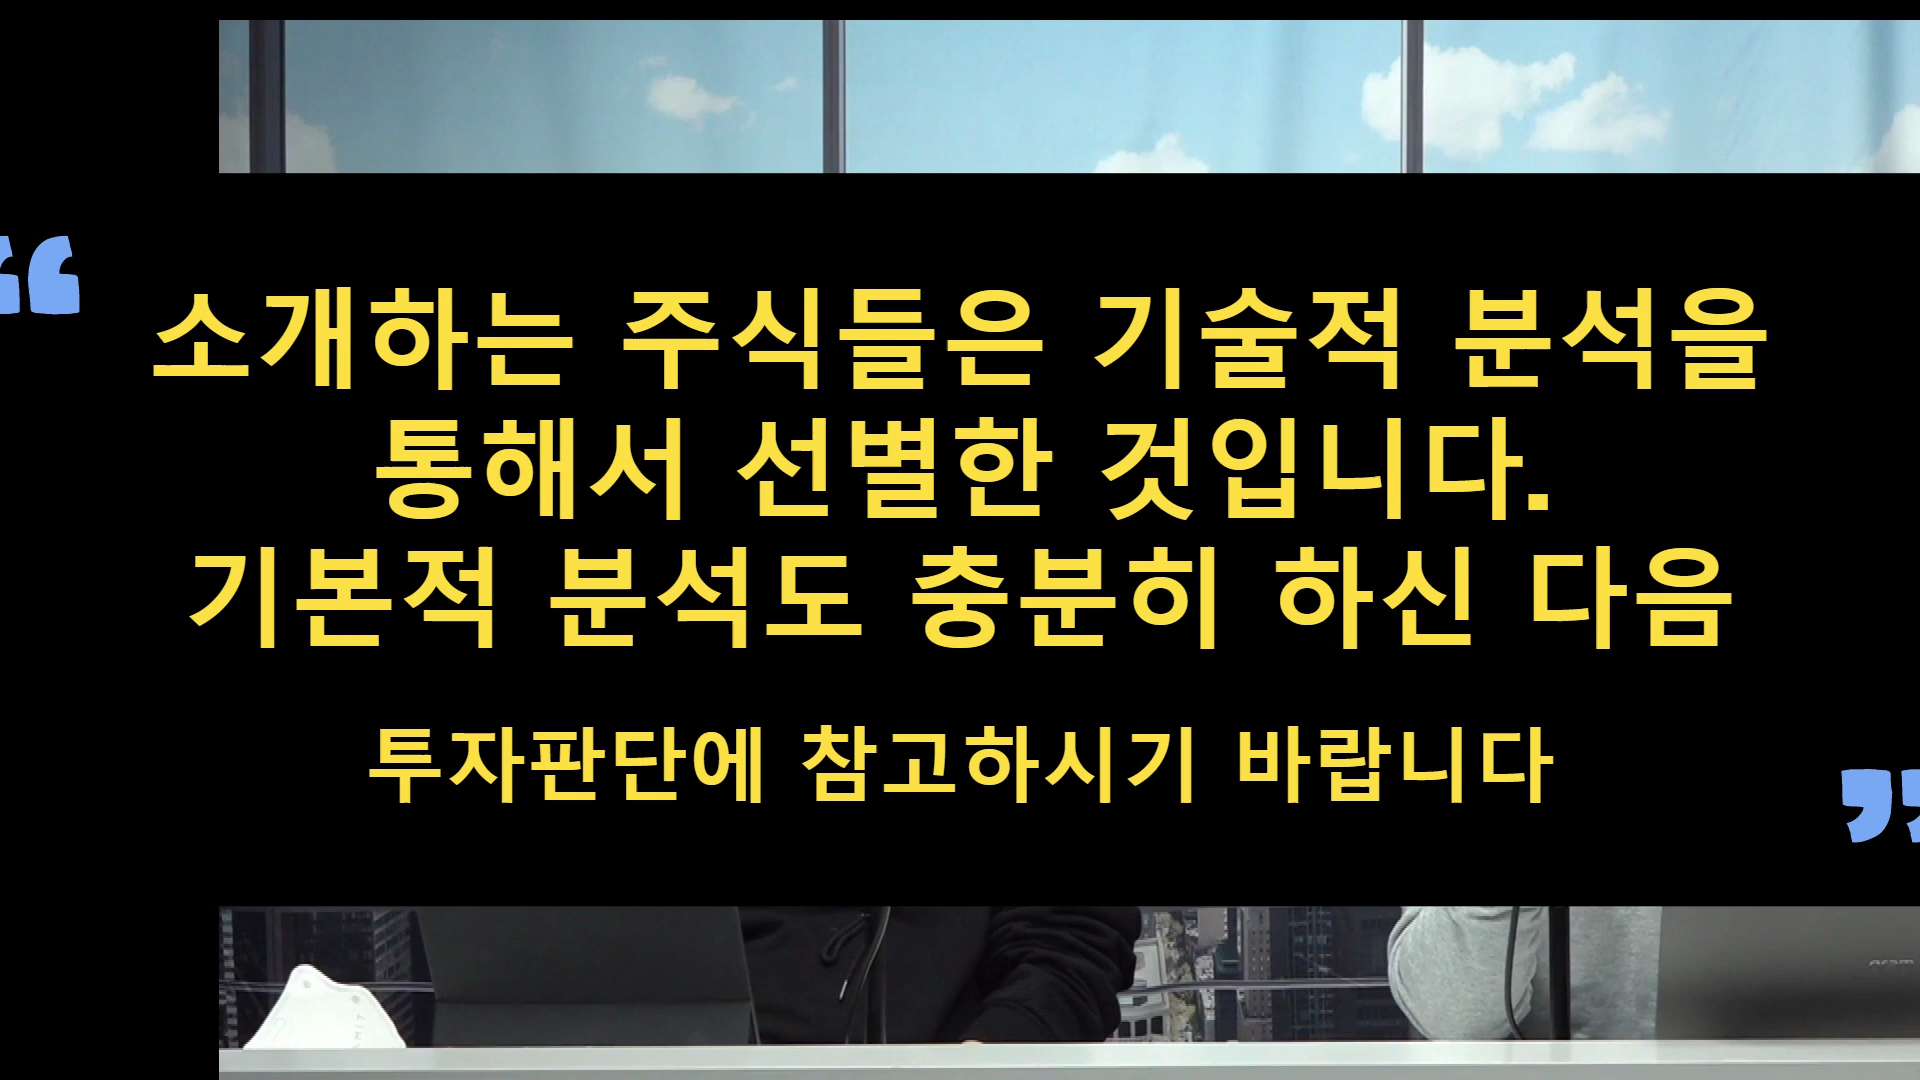 “
소개하는 주식들은 기술적 분석을
통해서 선별한 것입니다.
기본적 분석도 충분히 하신 다음
투자판단에 참고하시기 바랍니다
”
gram